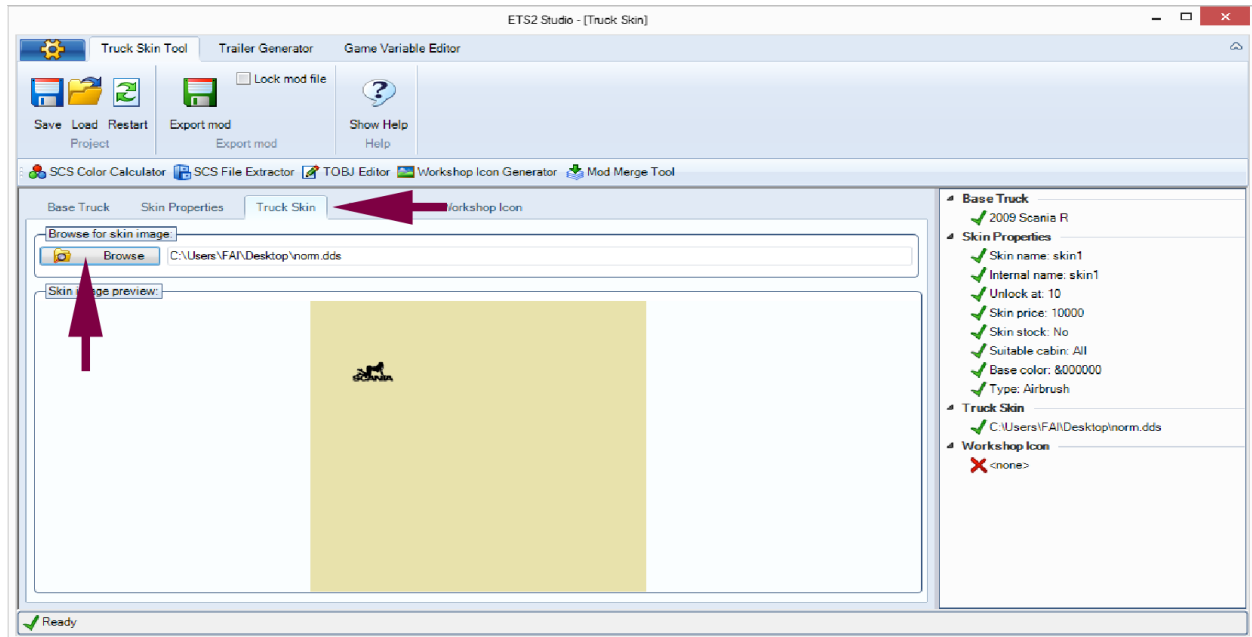 ETS2 Studio - [Truck Skin]
Truck Skin Tool Trailer Generator Game Variable Editor
Lock mod file
Save Load Restart Export mod Show Help
Project Export mod Help
SCS Color Calculator SCS File Extractor TOBJ Editor Workshop Icon Generator Mod Merge Tool
Base Truck Skin Properties Truck Skin Icon
Browse for skin image:
Browse C:\Users\FAI\Desktop\norm.dds
Skin image preview:
SCANIA
Base Truck
2009 Scania R
Skin Properties
Skin name: skin1
Internal name: skin1
Unlock at: 10
Skin price: 10000
Skin stock: No
Suitable cabin: All
Base color: &000000
Type: Airbrush
Truck Skin
C:\Users\FAI\Desktop\norm.dds
Workshop Icon
<none>
Ready